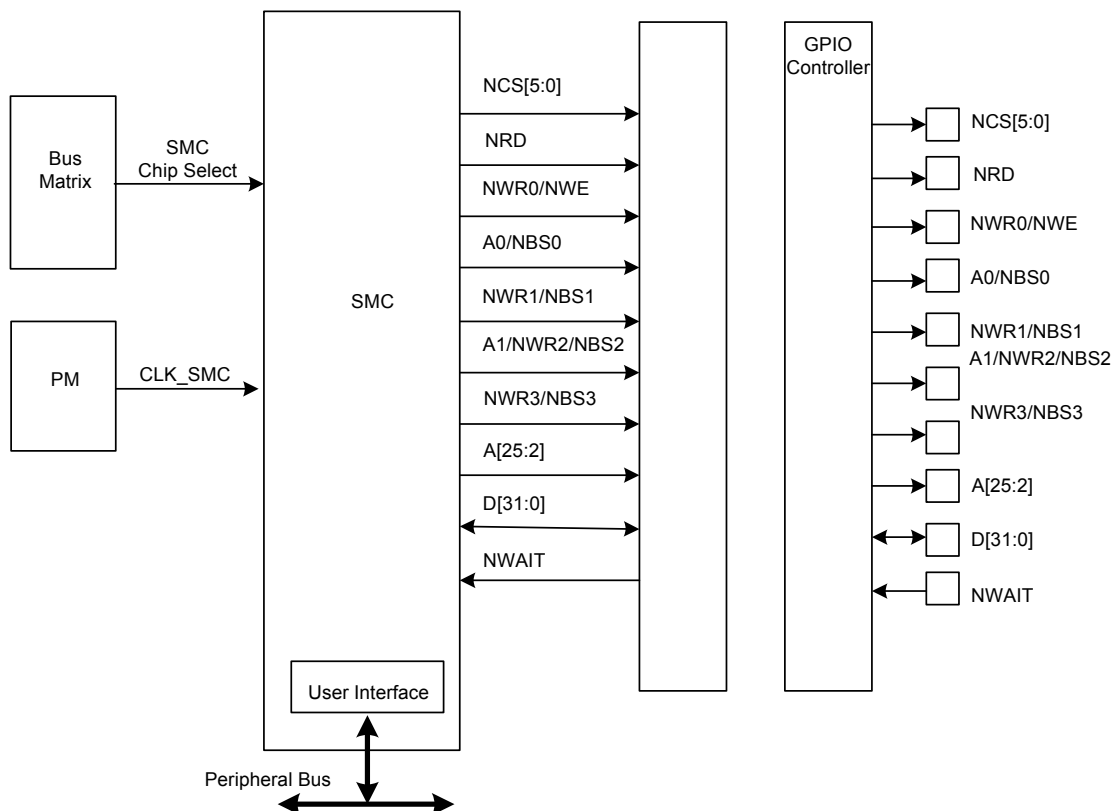 Bus
Matrix
SMC
Chip Select
PM
CLK_SMC
SMC
User Interface
Peripheral Bus
NCS[5:0]
NRD
NWR0/NWE
A0/NBS0
NWR1/NBS1
A1/NWR2/NBS2
NWR3/NBS3
A[25:2]
D[31:0]
NWAIT
GPIO
Controller
NCS[5:0]
NRD
NWR0/NWE
A0/NBS0
NWR1/NBS1
A1/NWR2/NBS2
NWR3/NBS3
A[25:2]
D[31:0]
NWAIT